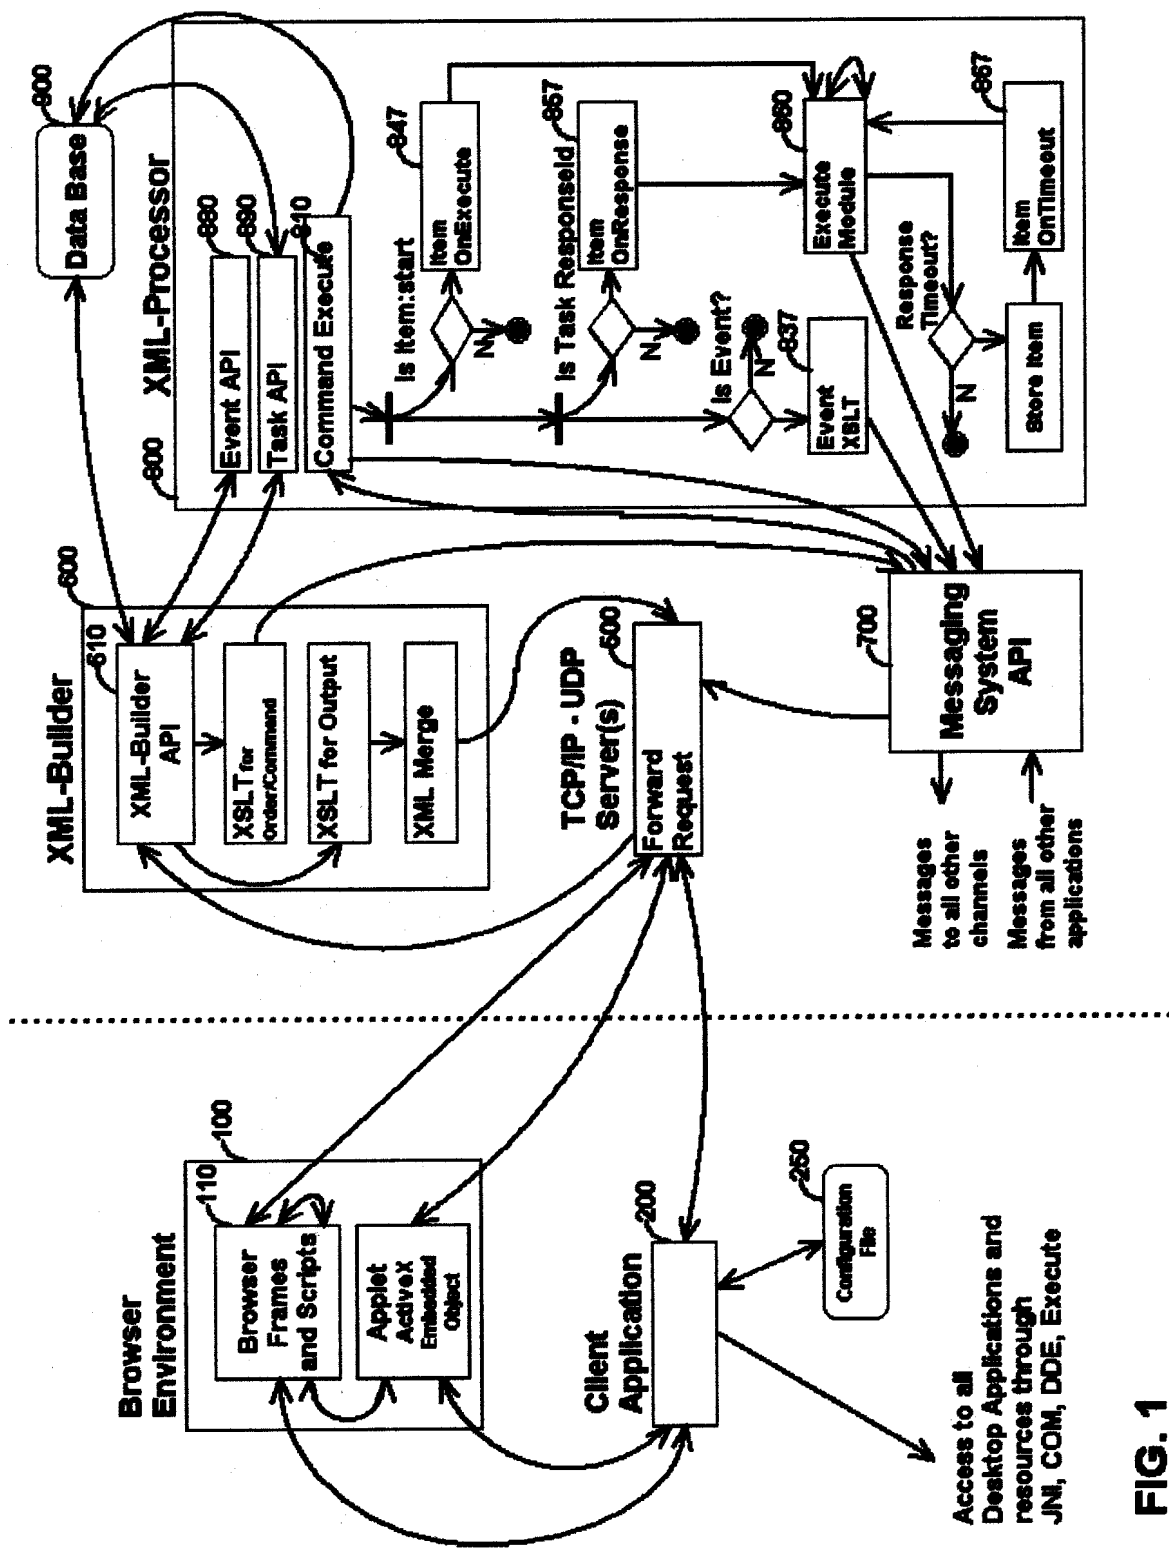 Browser
Environment
100
110
Browser
Frames
and Scripts
Applet
ActiveX
Embedded
Object
Client
Application
200
250
Configuration
File
Access to all
Desktop Applications and
resources through
JNI, COM, DDE, Execute
XML-Builder
600
610
XML-Builder
API
XSLT for
Order/Command
XSLT for Output
XML Merge
TCP/IP - UDP
Server(s)
500
Forward
Request
Messages
to all other
channels
Messages
from all other
applications
700
Messaging
System
API
Data Base
900
XML-Processor
800
Event API
880
Task API
890
Command Execute
810
Is Item:start
N
Item
OnExecute
847
Is Task ResponseId
N
Item
OnResponse
857
Is Event?
N
Event
XSLT
837
Execute
Module
860
Response
Timeout?
N
Store Item
Item
OnTimeout
867
FIG. 1